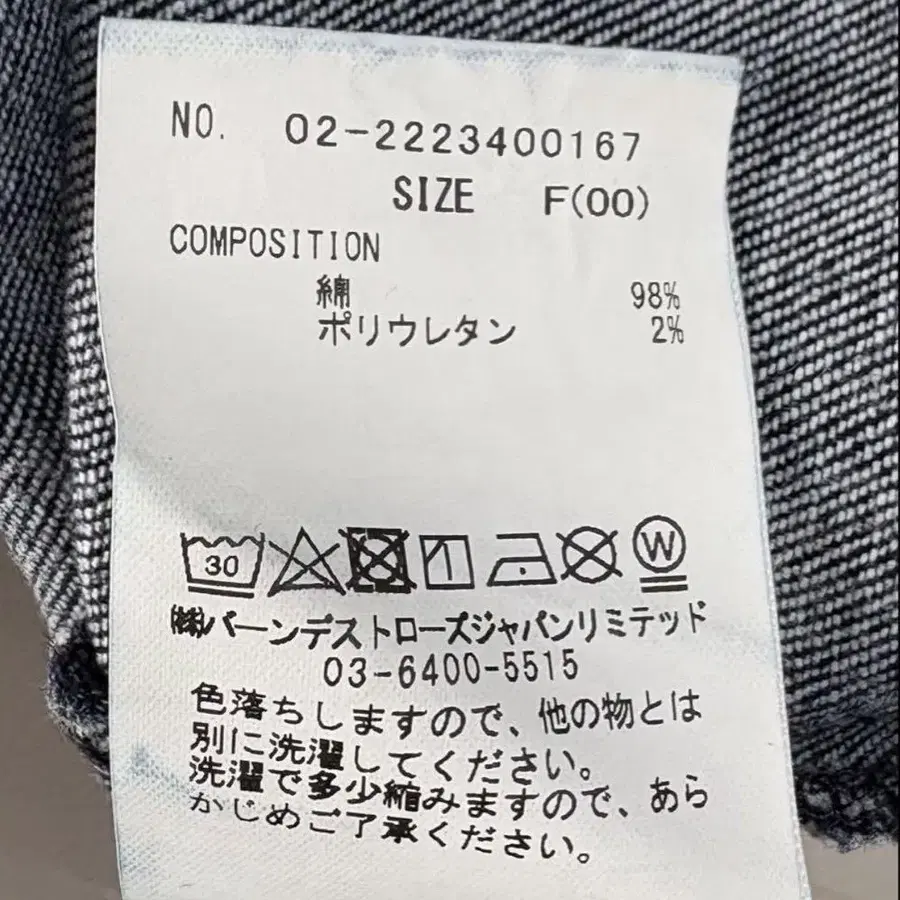 NO. 02-2223400167
SIZE F(00)
COMPOSITION
綿 98%
ポリウレタン 2%
30 W
㈱バーンデストローズジャパンリミテッド
03-6400-5515
色落ちしますので、他の物とは
別に洗濯してください。
洗濯で多少縮みますので、あら
かじめご了承ください。